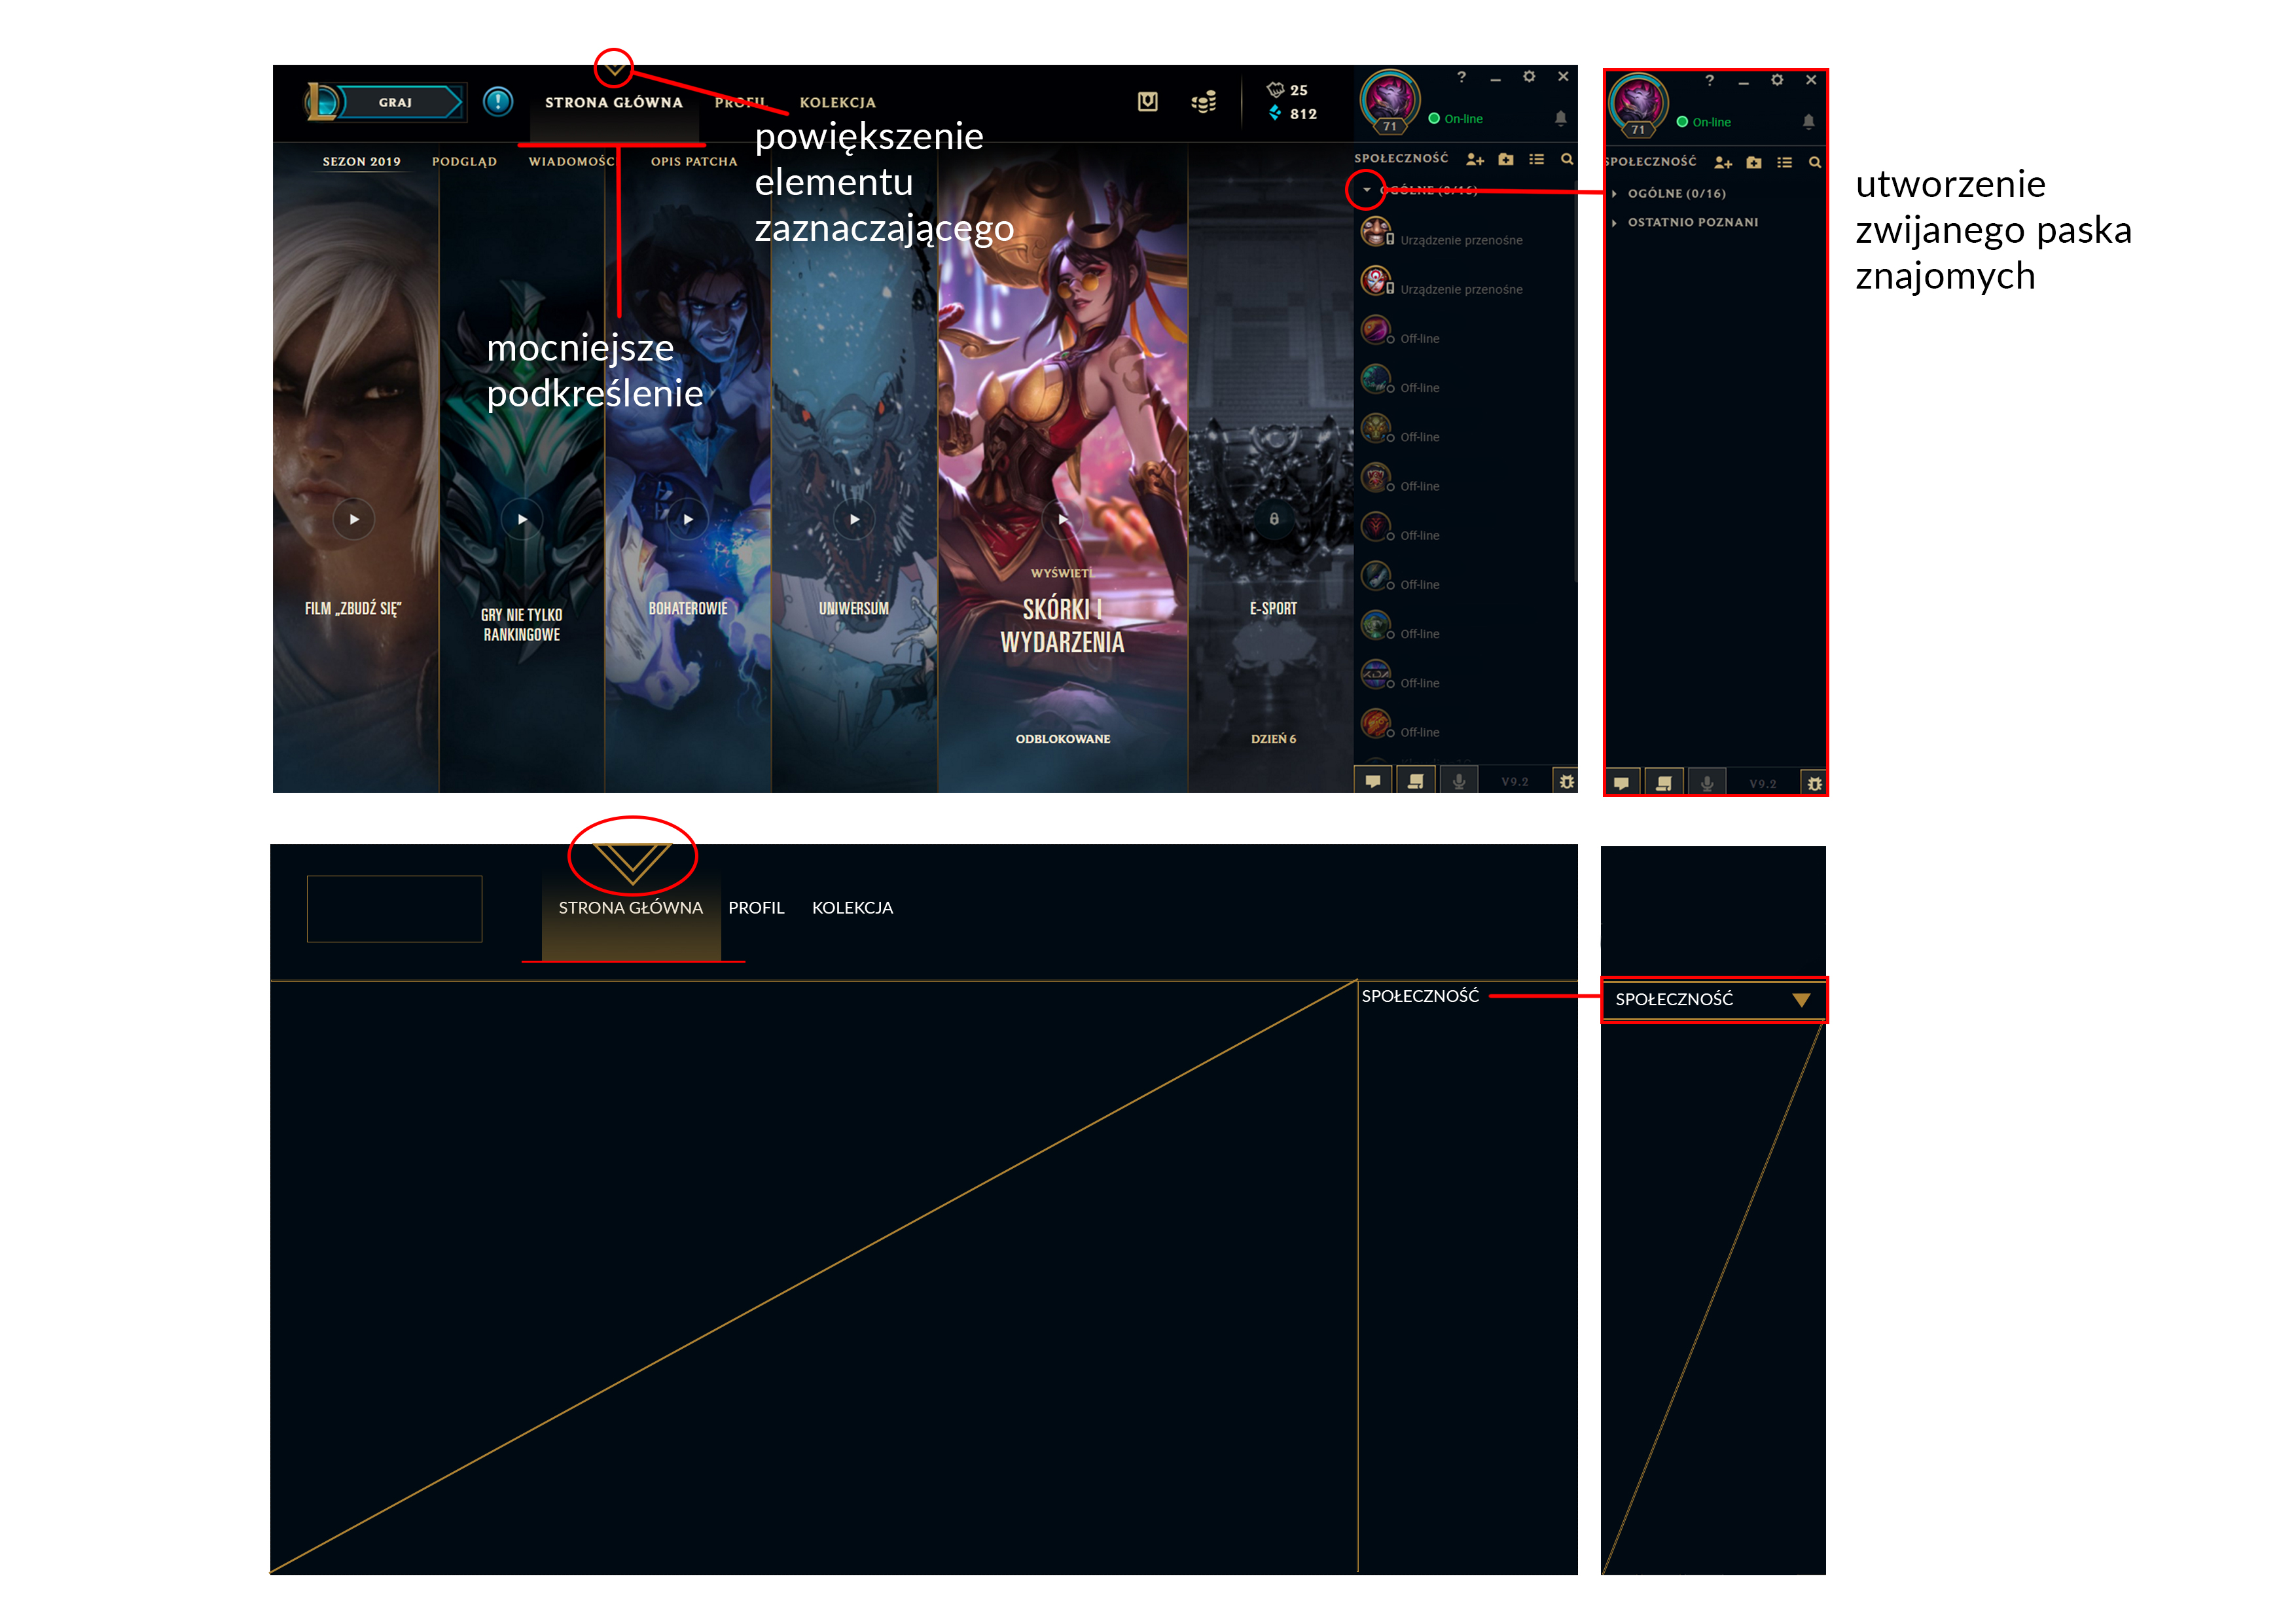 GRAJ
STRONA GŁÓWNA PROFIL KOLEKCJA
25
812
71
On-line
SEZON 2019 PODGLĄD WIADOMOŚCI OPIS PATCHA
powiększenie
elementu
zaznaczającego
mocniejsze
podkreślenie
FILM „ZBUDŹ SIĘ”
GRY NIE TYLKO
RANKINGOWE
BOHATEROWIE
UNIWERSUM
WYŚWIETL
SKÓRKI I
WYDARZENIA
ODBLOKOWANE
E-SPORT
DZIEŃ 6
SPOŁECZNOŚĆ
OGÓLNE (0/16)
Urządzenie przenośne
Urządzenie przenośne
Off-line
Off-line
Off-line
Off-line
Off-line
Off-line
Off-line
Off-line
Off-line
V9.2
71
On-line
SPOŁECZNOŚĆ
OGÓLNE (0/16)
OSTATNIO POZNANI
V9.2
utworzenie
zwijanego paska
znajomych
STRONA GŁÓWNA PROFIL KOLEKCJA
SPOŁECZNOŚĆ
SPOŁECZNOŚĆ